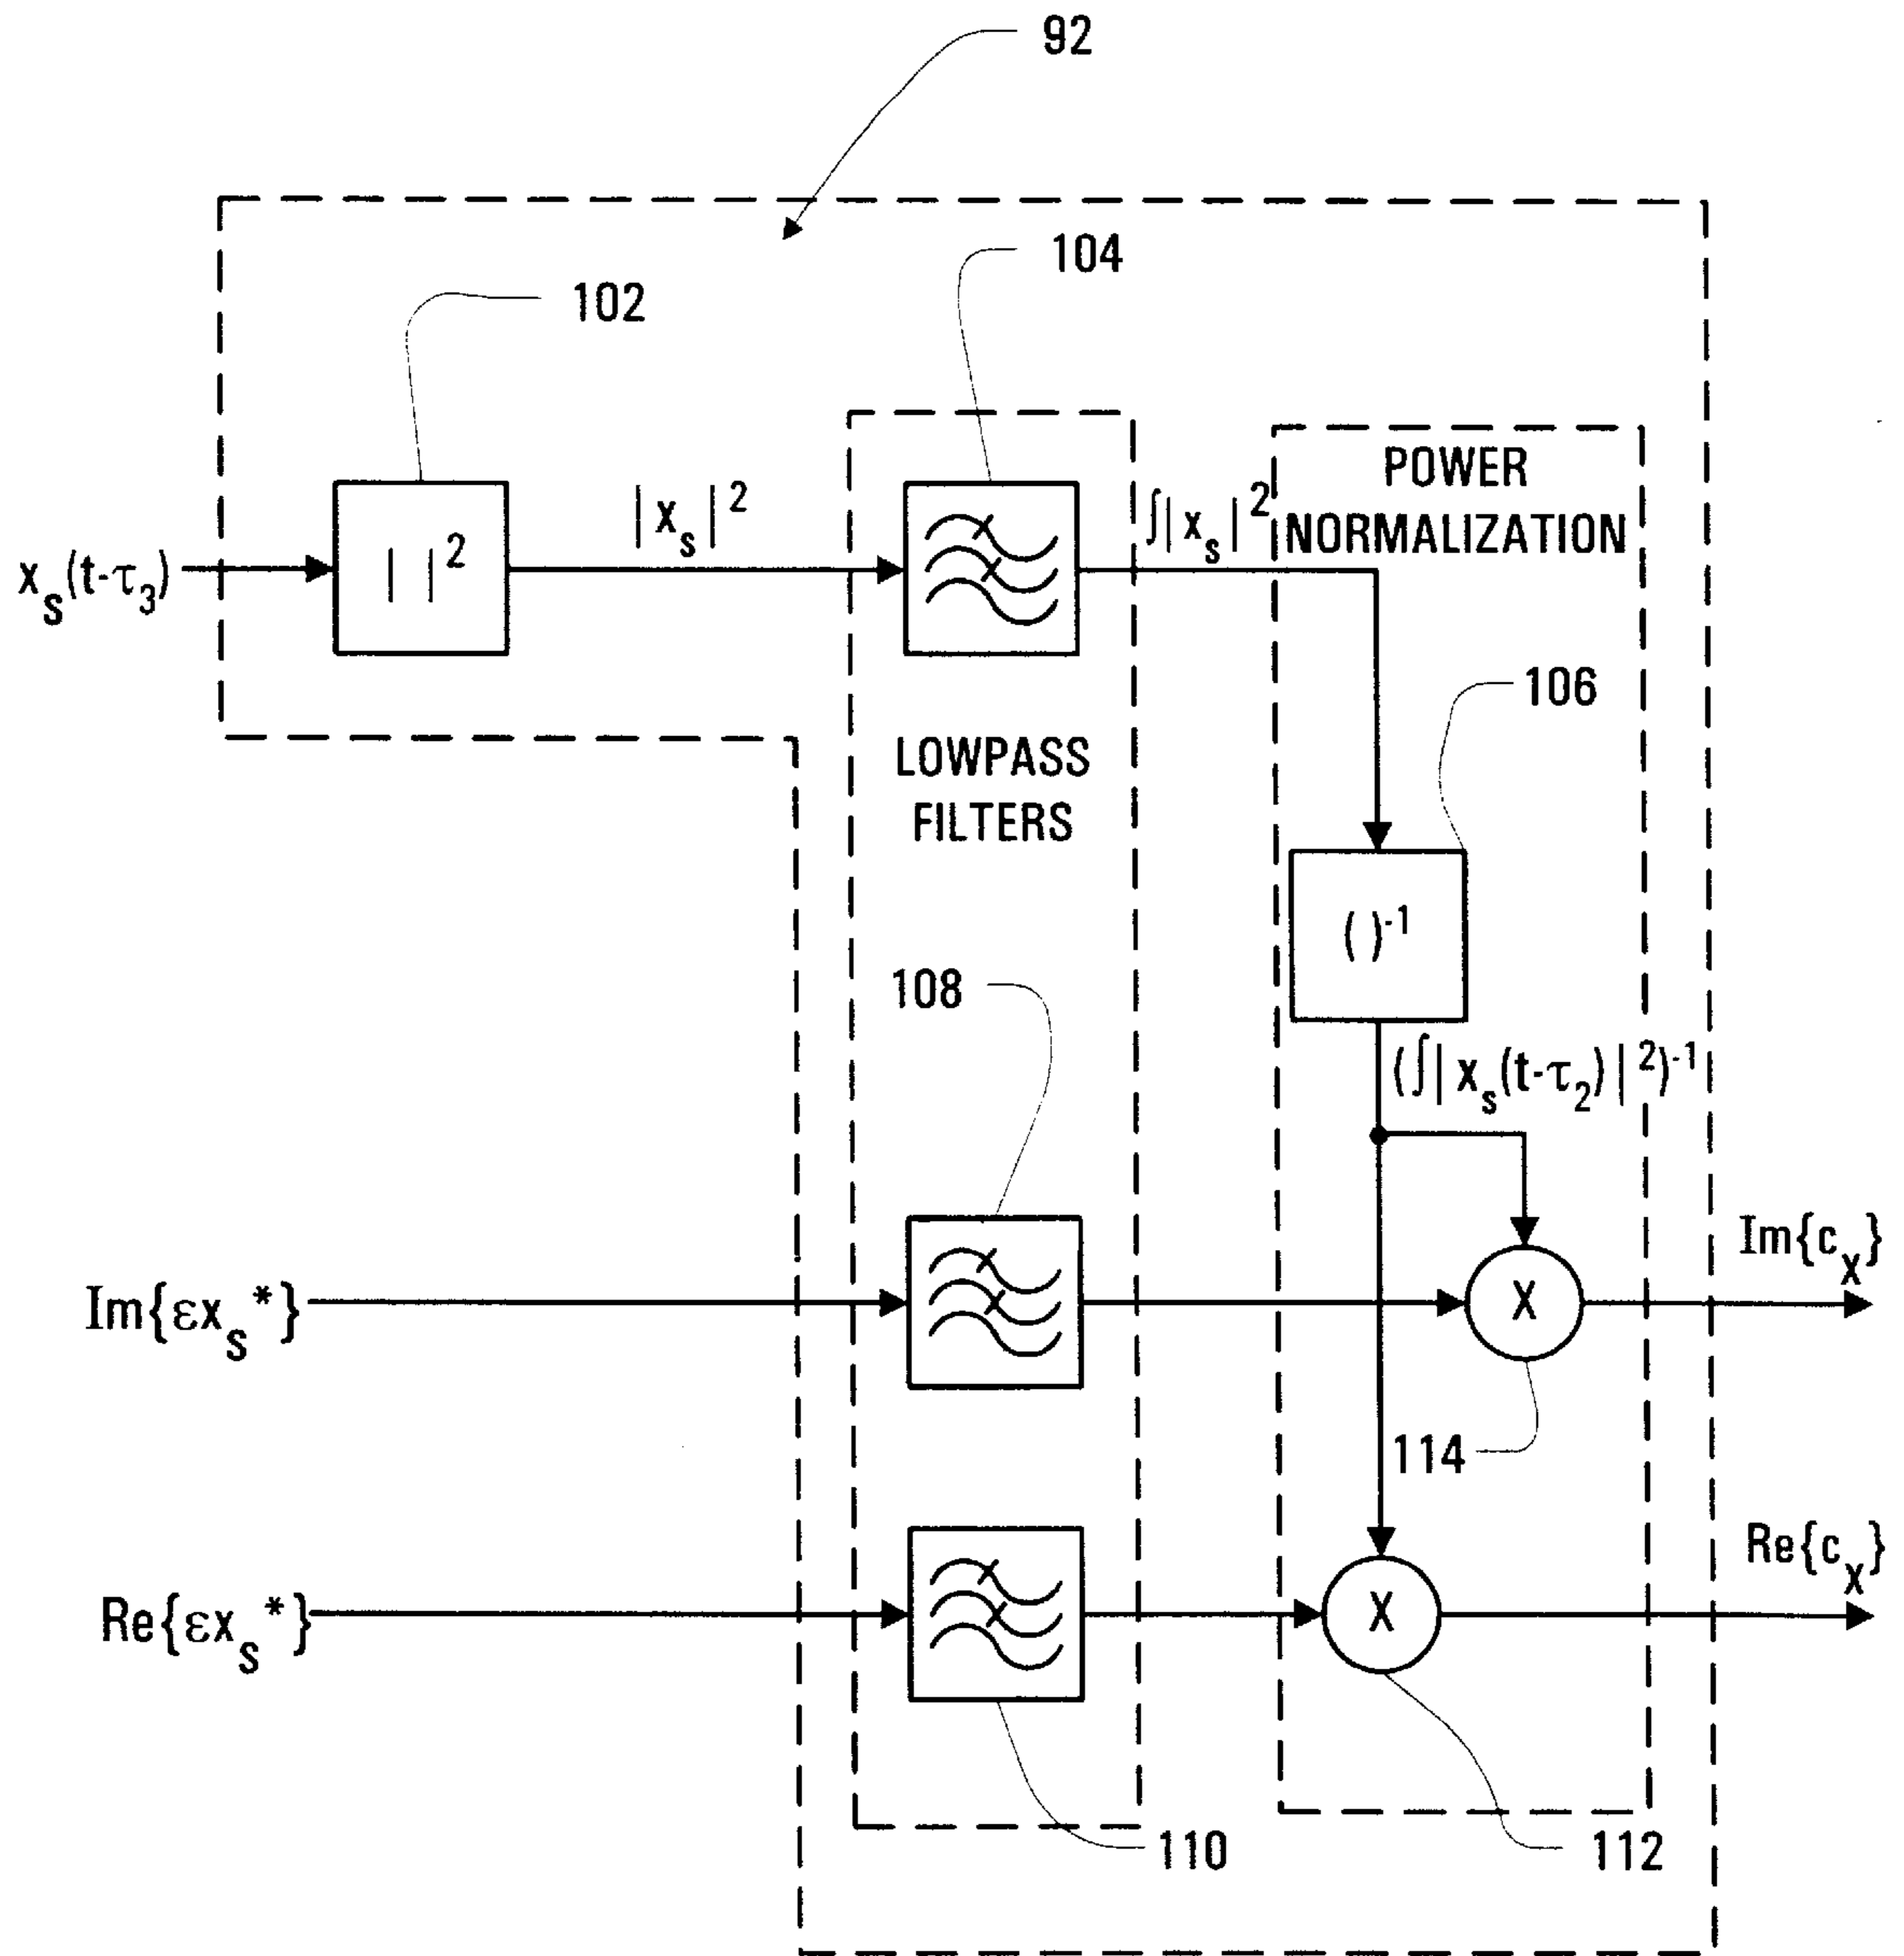 92
104
102
POWER
NORMALIZATION
|x_s|^2
∫|x_s|^2
x_s(t-τ_3)
| |^2
106
LOWPASS
FILTERS
( )^-1
108
(∫|x_s(t-τ_2)|^2)^-1
Im{c_x}
Im{εx_s*}
X
114
Re{c_x}
Re{εx_s*}
X
110
112